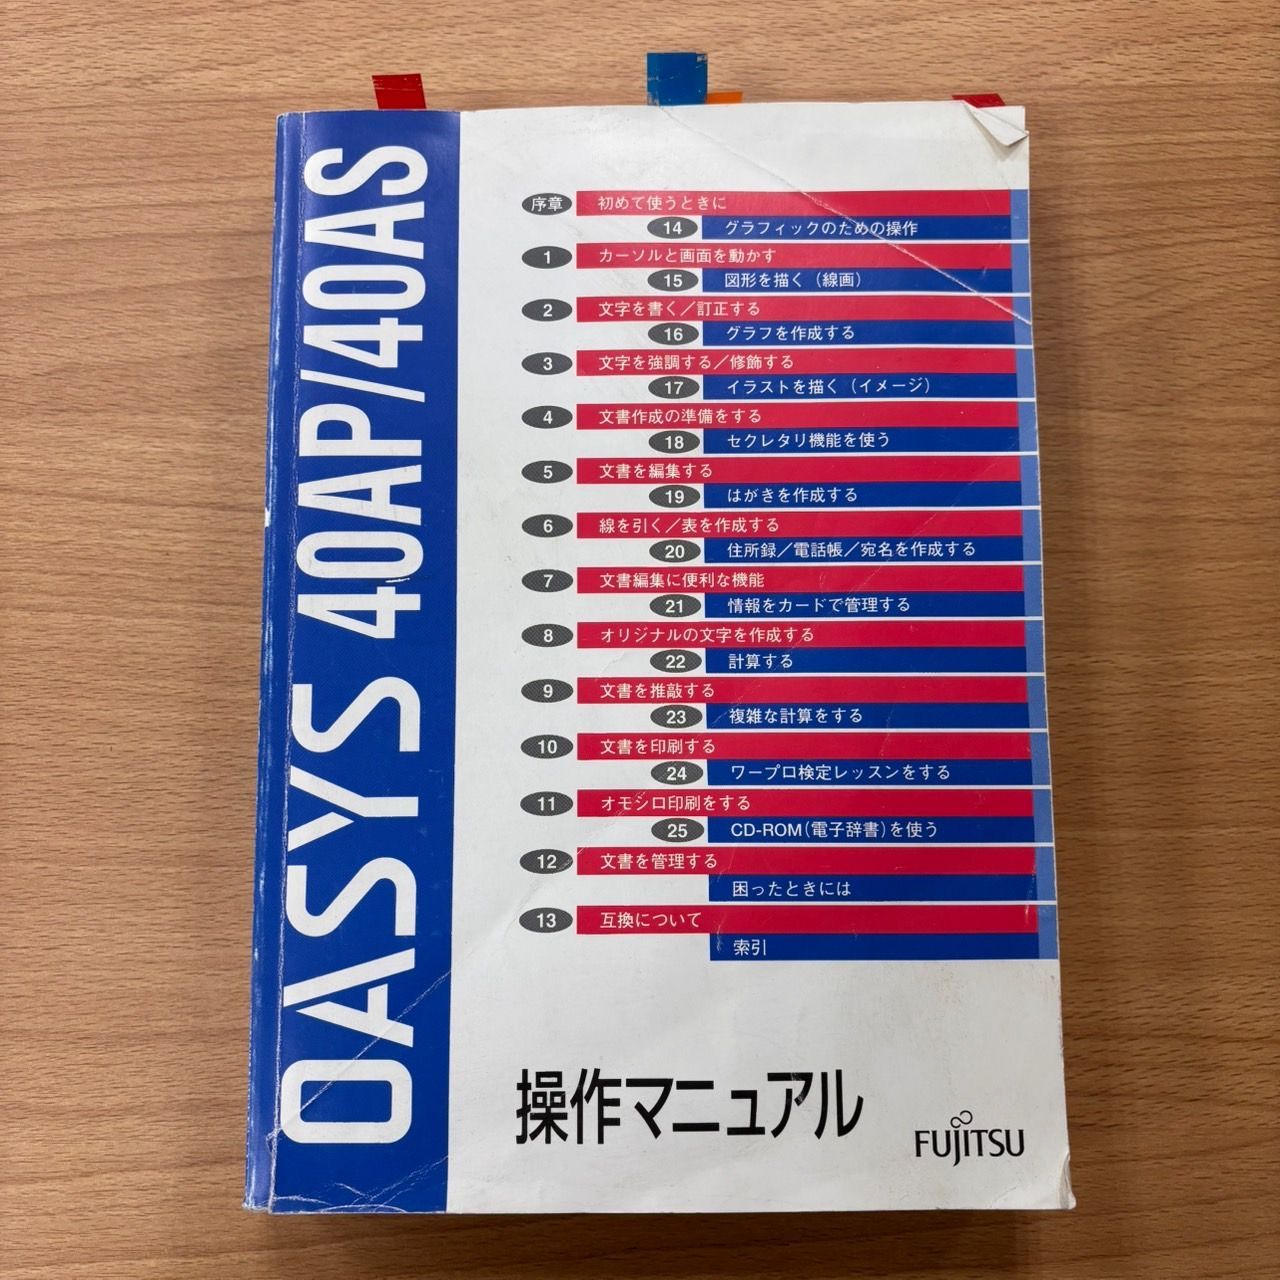 OASYS 40AP/40AS
序章 初めて使うときに
14 グラフィックのための操作
1 カーソルと画面を動かす
15 図形を描く（線画）
2 文字を書く／訂正する
16 グラフを作成する
3 文字を強調する／修飾する
17 イラストを描く（イメージ）
4 文書作成の準備をする
18 セクレタリ機能を使う
5 文書を編集する
19 はがきを作成する
6 線を引く／表を作成する
20 住所録／電話帳／宛名を作成する
7 文書編集に便利な機能
21 情報をカードで管理する
8 オリジナルの文字を作成する
22 計算する
9 文書を推敲する
23 複雑な計算をする
10 文書を印刷する
24 ワープロ検定レッスンをする
11 オモシロ印刷をする
25 CD-ROM（電子辞書）を使う
12 文書を管理する
困ったときには
13 互換について
索引
操作マニュアル
FUJITSU